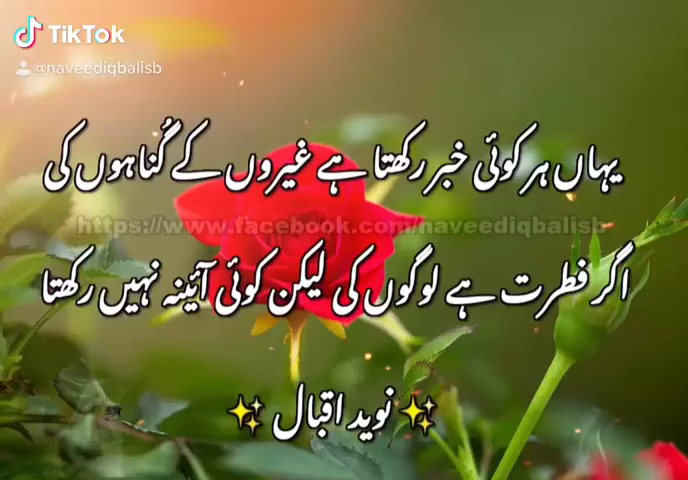 TikTok
@naveediqbalisb
یہاں ہر کوئی خبر رکھتا ہے غیروں کے گُناہوں کی
https://www.facebook.com/naveediqbalisb
اگر فطرت ہے لوگوں کی لیکن کوئی آئینہ نہیں رکھتا
✨ نوید اقبال ✨